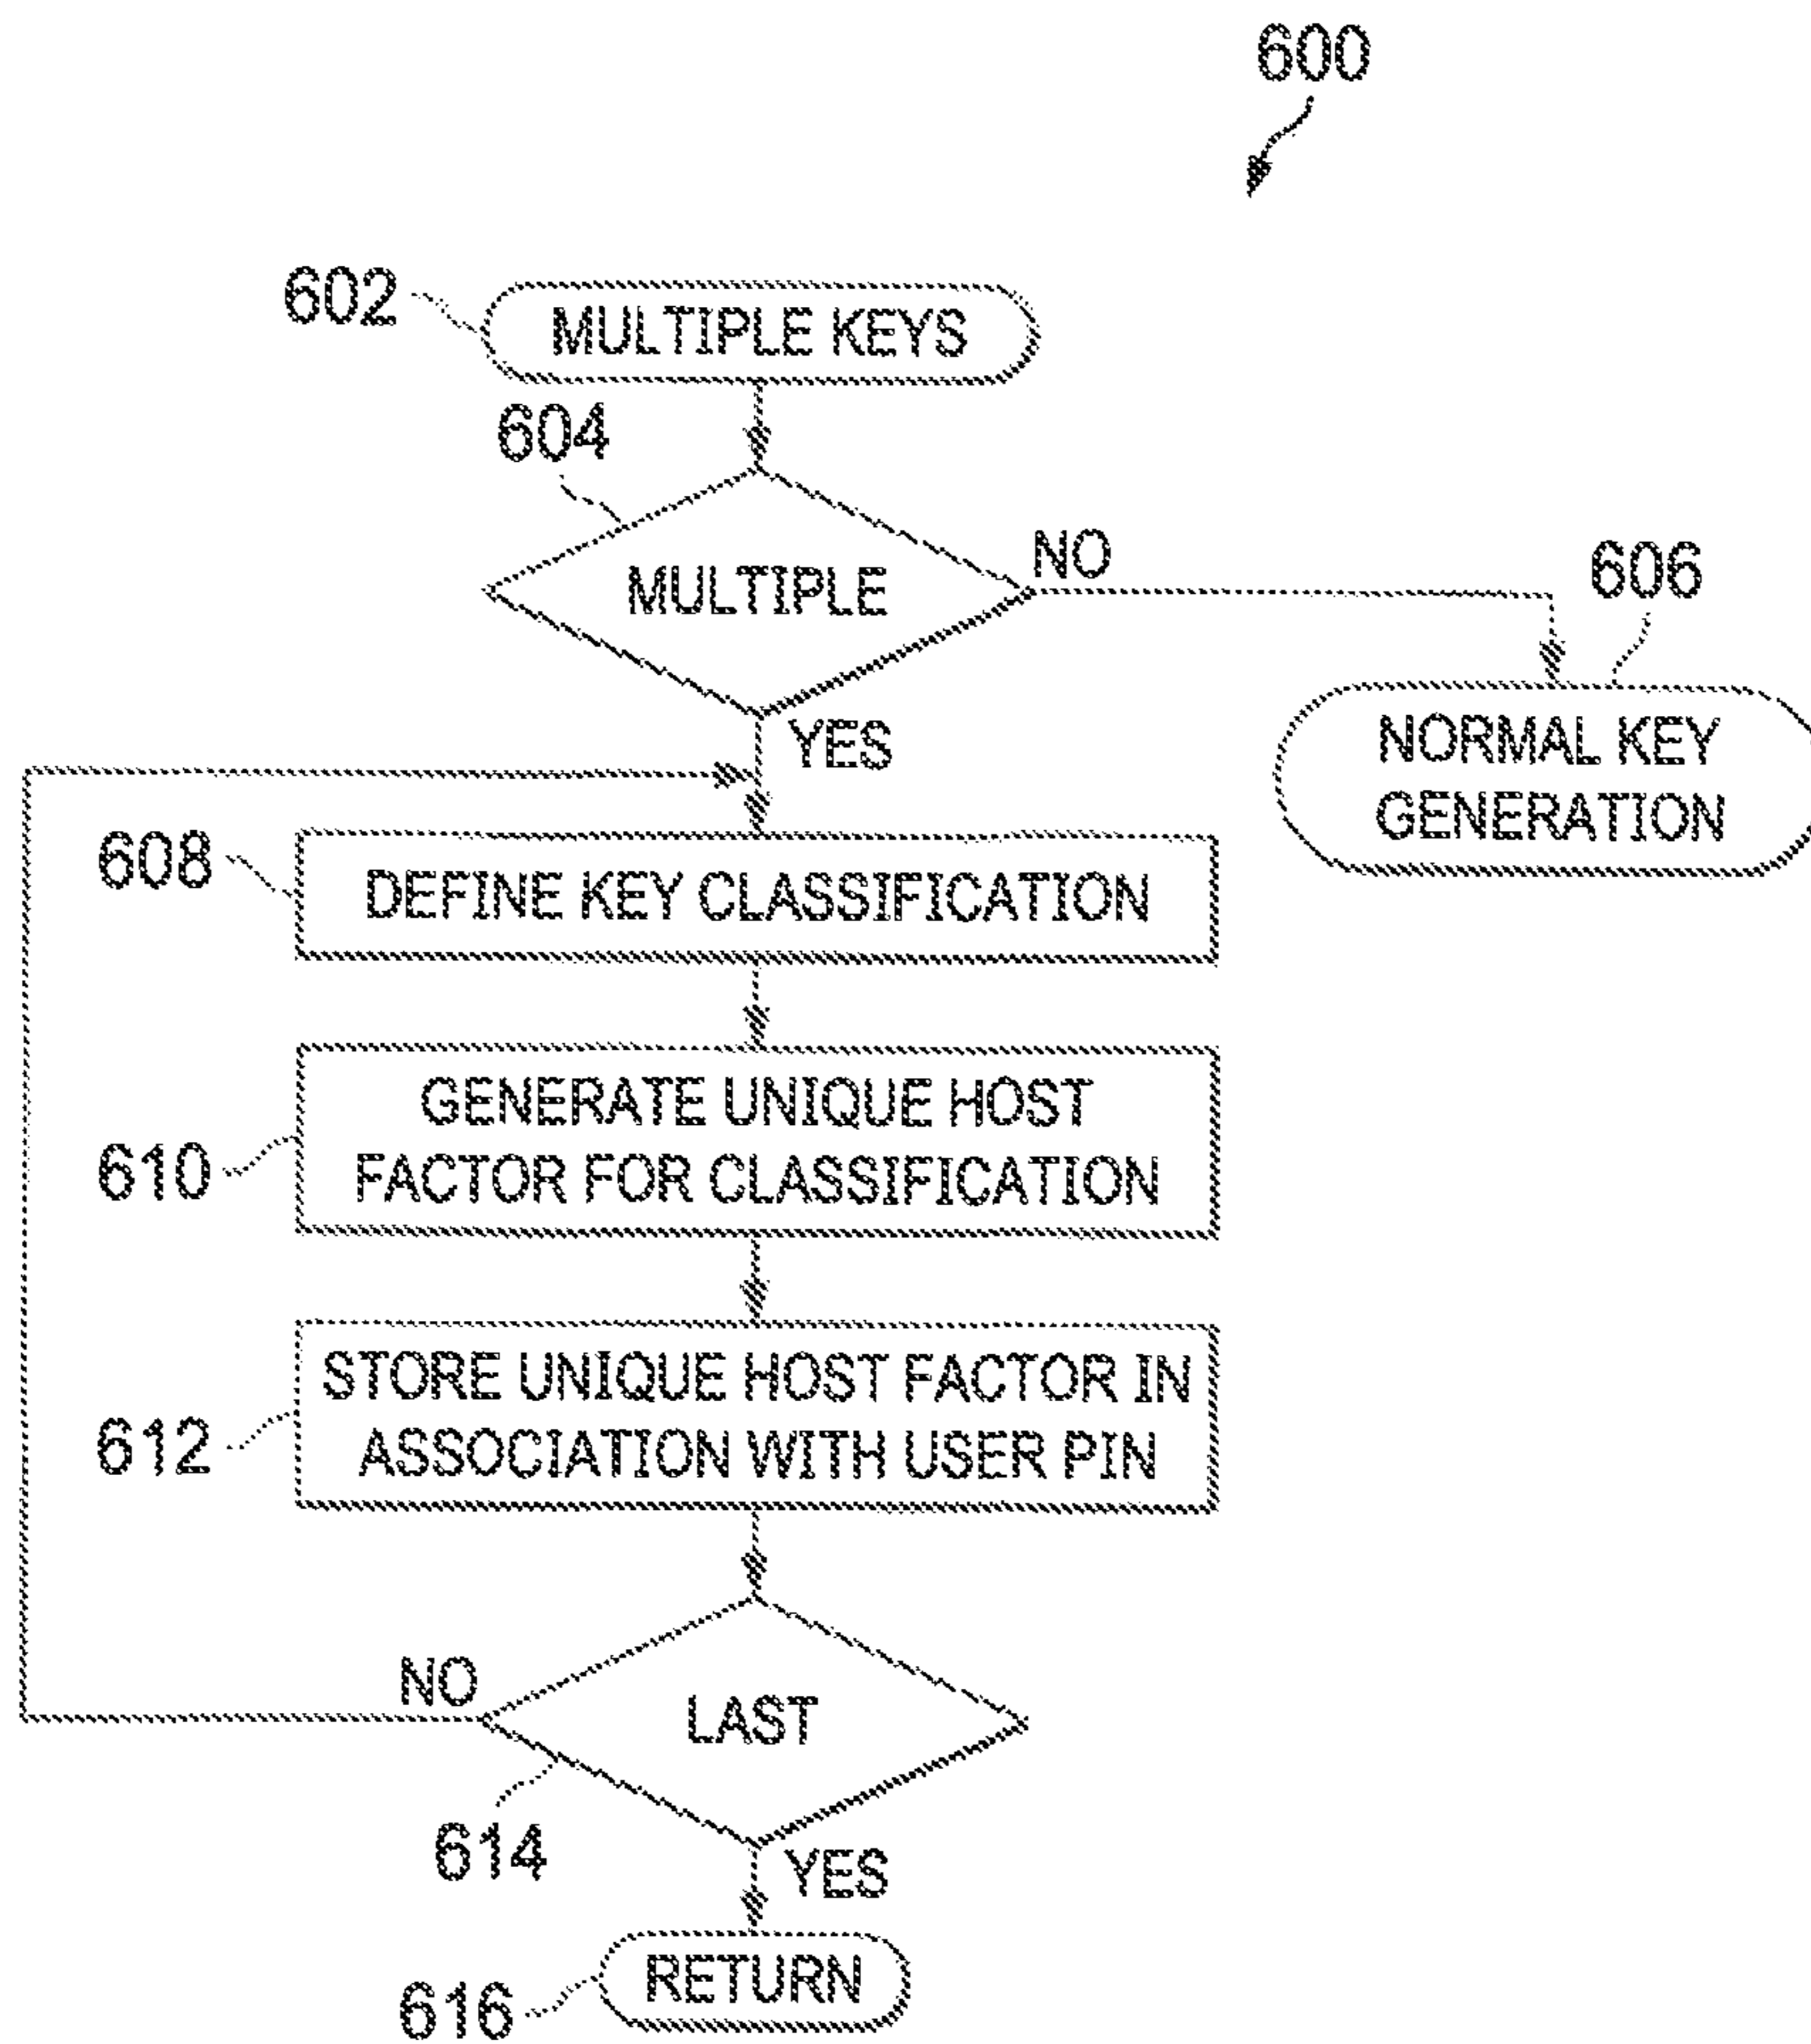 600
602
MULTIPLE KEYS
604
MULTIPLE
NO
606
YES
NORMAL KEY
GENERATION
608
DEFINE KEY CLASSIFICATION
610
GENERATE UNIQUE HOST
FACTOR FOR CLASSIFICATION
612
STORE UNIQUE HOST FACTOR IN
ASSOCIATION WITH USER PIN
NO
LAST
614
YES
616
RETURN